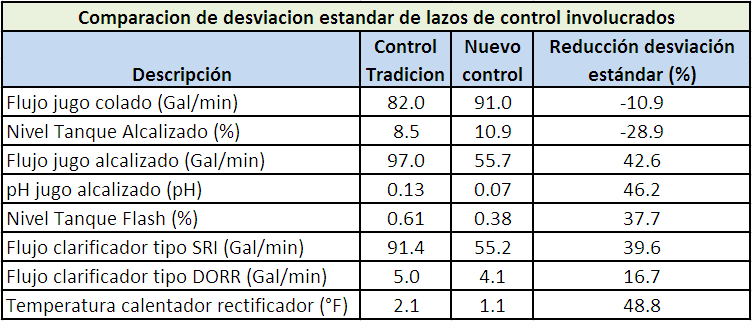 Comparacion de desviacion estandar de lazos de control involucrados
Descripción Control Tradicion Nuevo control Reducción desviación estándar (%)
Flujo jugo colado (Gal/min) 82.0 91.0 -10.9
Nivel Tanque Alcalizado (%) 8.5 10.9 -28.9
Flujo jugo alcalizado (Gal/min) 97.0 55.7 42.6
pH jugo alcalizado (pH) 0.13 0.07 46.2
Nivel Tanque Flash (%) 0.61 0.38 37.7
Flujo clarificador tipo SRI (Gal/min) 91.4 55.2 39.6
Flujo clarificador tipo DORR (Gal/min) 5.0 4.1 16.7
Temperatura calentador rectificador (°F) 2.1 1.1 48.8